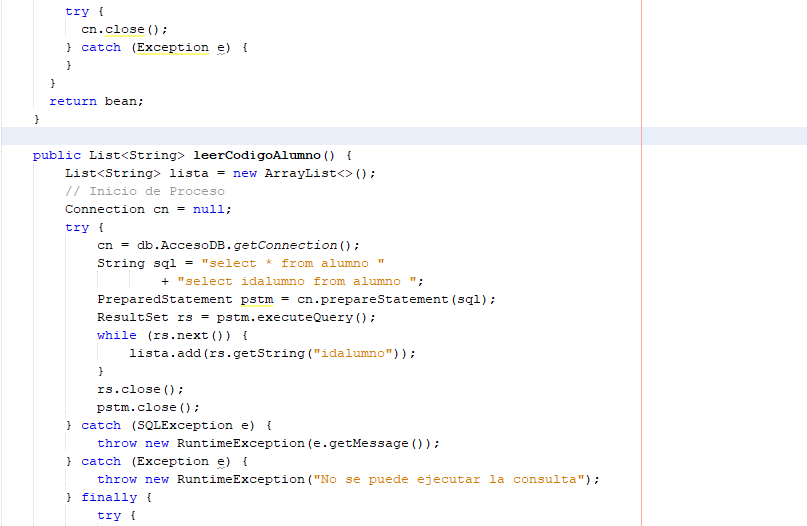 try {
cn.close();
} catch (Exception e) {
}
}
return bean;
}
public List<String> leerCodigoAlumno() {
List<String> lista = new ArrayList<>();
// Inicio de Proceso
Connection cn = null;
try {
cn = db.AccesoDB.getConnection();
String sql = "select * from alumno "
+ "select idalumno from alumno ";
PreparedStatement pstm = cn.prepareStatement(sql);
ResultSet rs = pstm.executeQuery();
while (rs.next()) {
lista.add(rs.getString("idalumno"));
}
rs.close();
pstm.close();
} catch (SQLException e) {
throw new RuntimeException(e.getMessage());
} catch (Exception e) {
throw new RuntimeException("No se puede ejecutar la consulta");
} finally {
try {